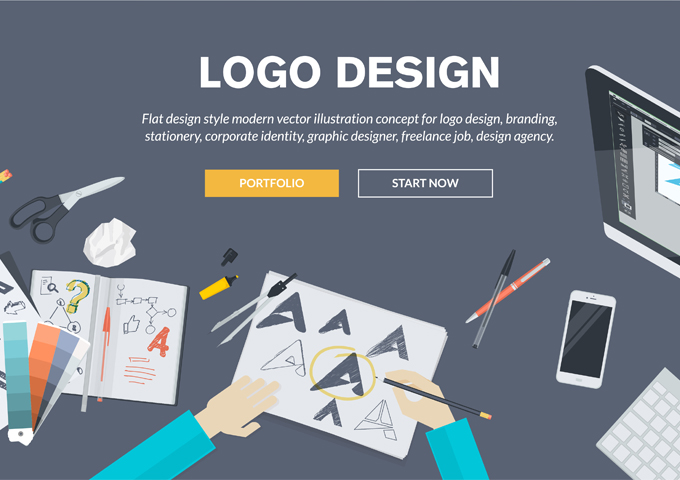 LOGO DESIGN
Flat design style modern vector illustration concept for logo design, branding,
stationery, corporate identity, graphic designer, freelance job, design agency.
PORTFOLIO
START NOW
?
A
A
A
A
A
A
A
A